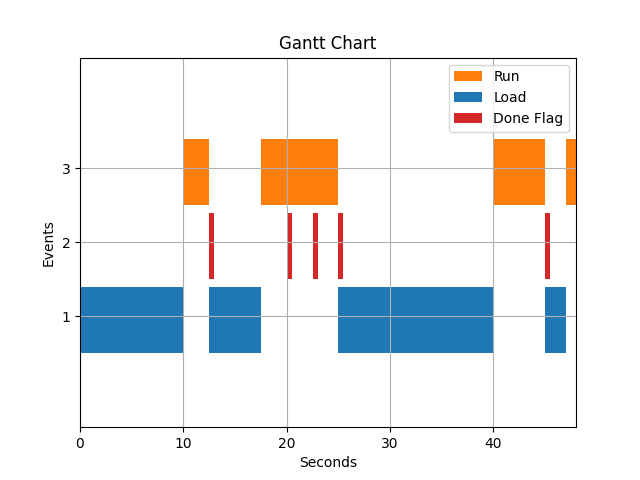 Gantt Chart
Run
Load
Done Flag
3
2
1
Events
0 10 20 30 40
Seconds